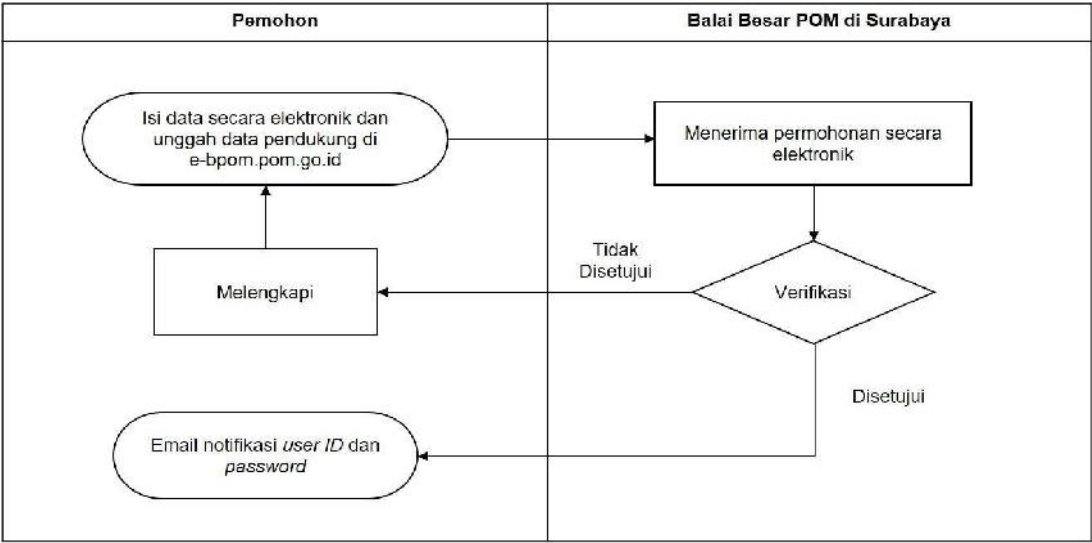 Pemohon
Balai Besar POM di Surabaya
Isi data secara elektronik dan
unggah data pendukung di
e-bpom.pom.go.id
Menerima permohonan secara
elektronik
Tidak
Disetujui
Melengkapi
Verifikasi
Disetujui
Email notifikasi user ID dan
password